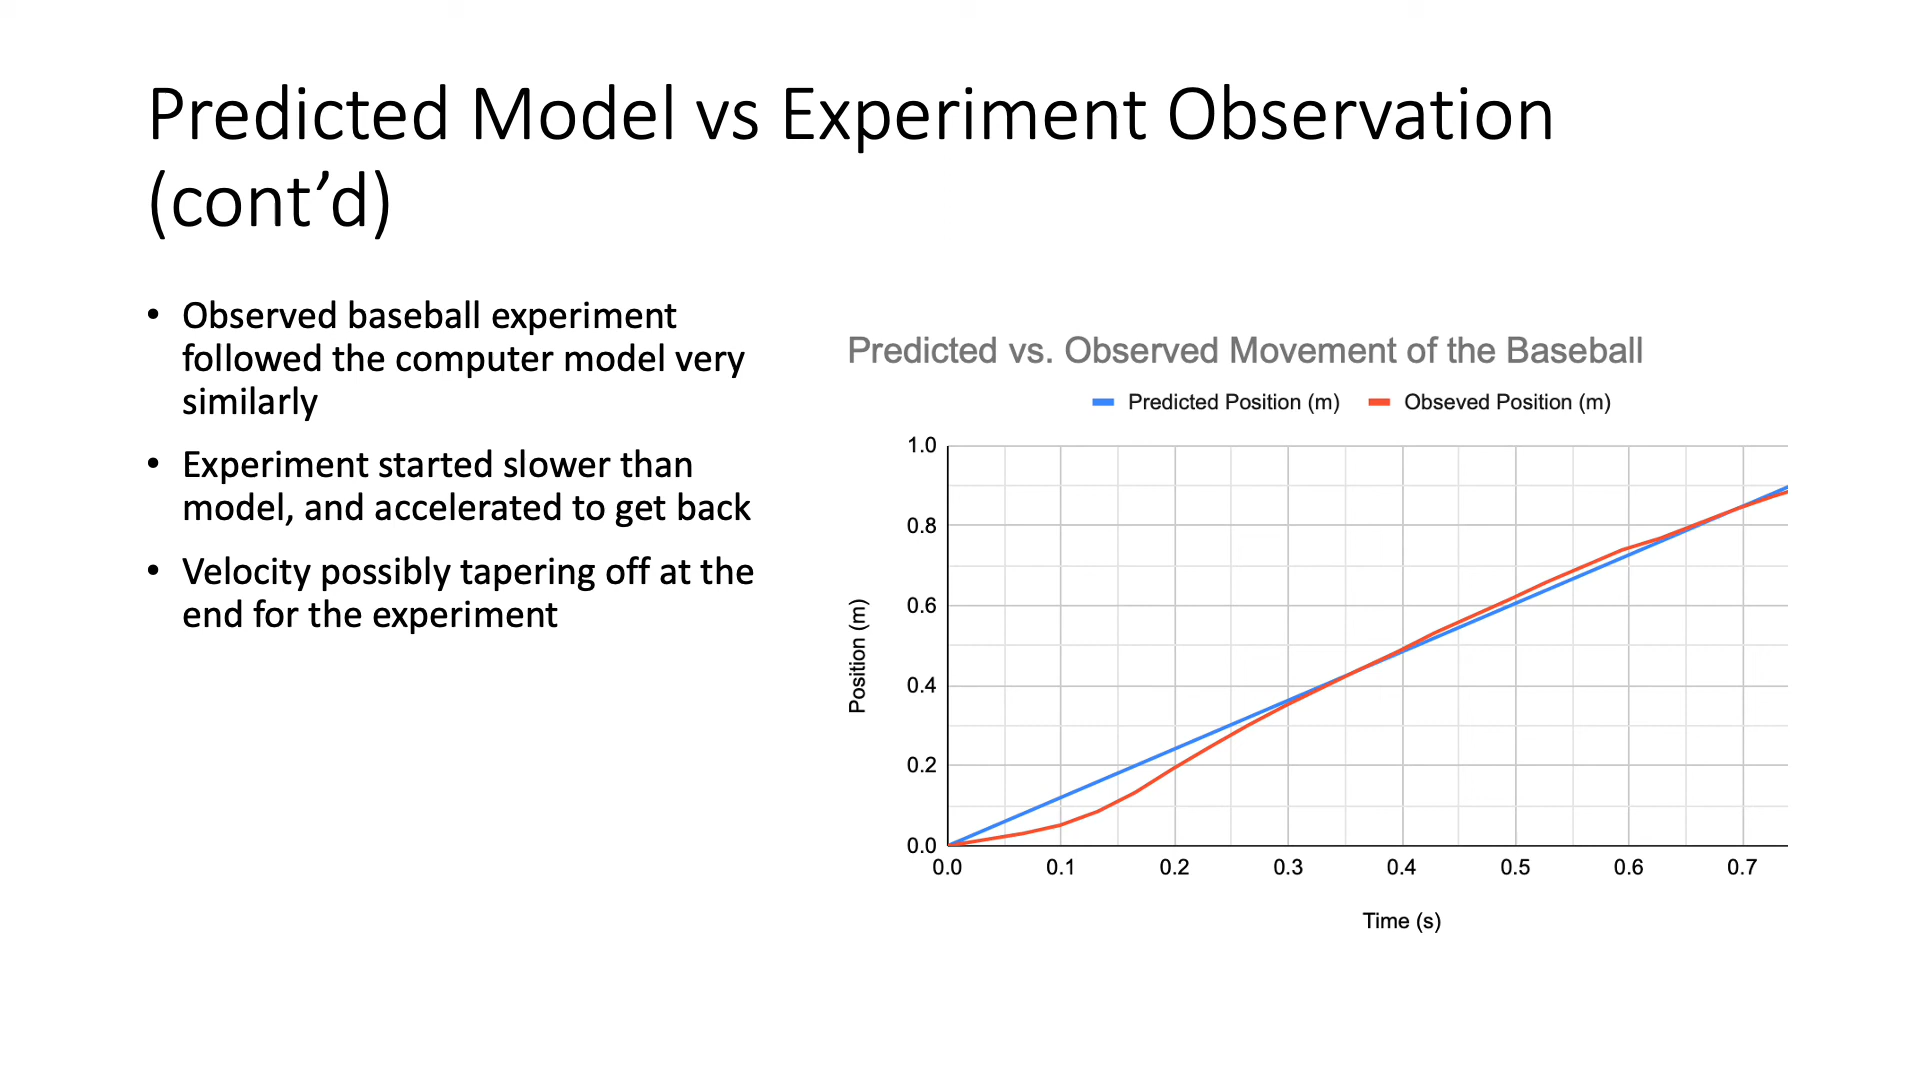 Predicted Model vs Experiment Observation
(cont’d)
• Observed baseball experiment
followed the computer model very
similarly
• Experiment started slower than
model, and accelerated to get back
• Velocity possibly tapering off at the
end for the experiment
Predicted vs. Observed Movement of the Baseball
Predicted Position (m) Obseved Position (m)
Position (m)
1.0
0.8
0.6
0.4
0.2
0.0
0.0 0.1 0.2 0.3 0.4 0.5 0.6 0.7
Time (s)